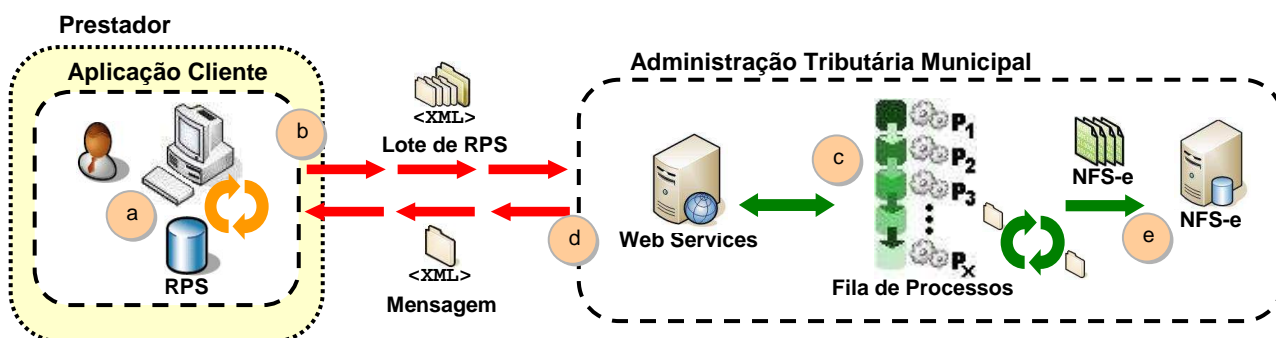 Prestador
Aplicação Cliente
a
RPS
b
<XML>
Lote de RPS
<XML>
Mensagem
d
Administração Tributária Municipal
Web Services
c
P1
P2
P3
Px
Fila de Processos
NFS-e
e
NFS-e